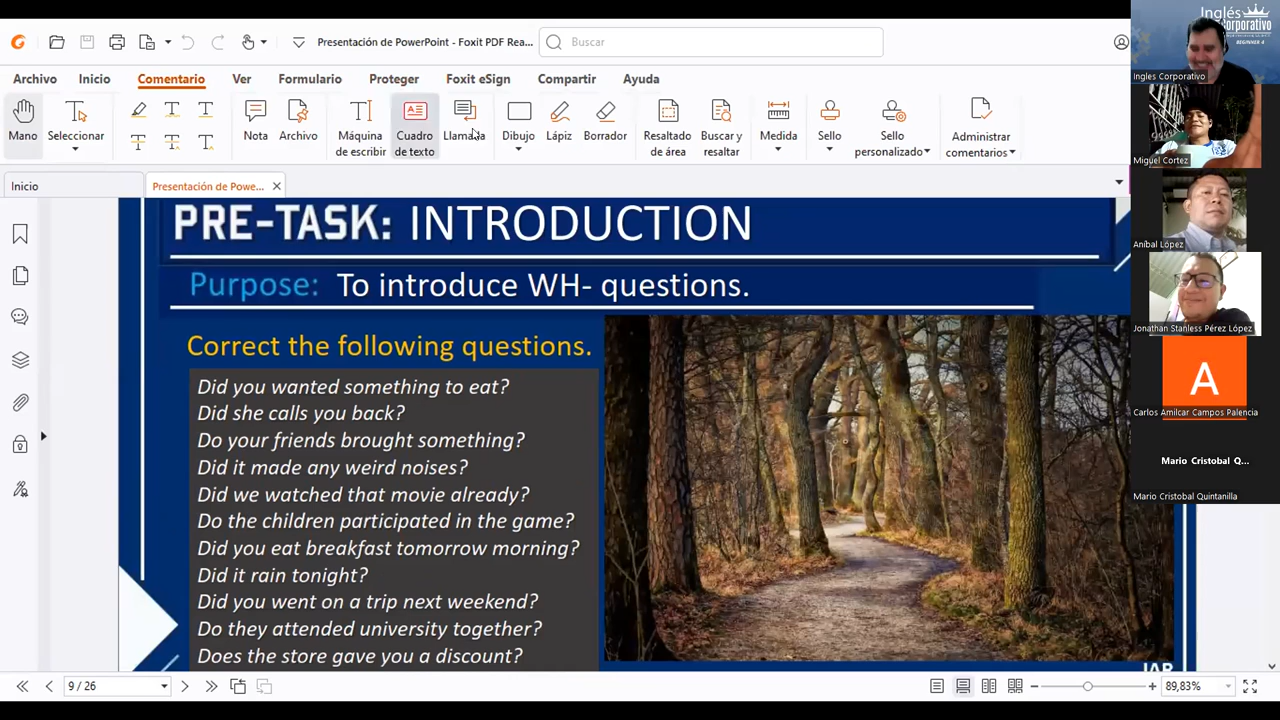 Presentación de PowerPoint - Foxit PDF Rea...
Buscar
Archivo
Inicio
Comentario
Ver
Formulario
Proteger
Foxit eSign
Compartir
Ayuda
Mano
Seleccionar
Nota
Archivo
Máquina de escribir
Cuadro de texto
Llamada
Dibujo
Lápiz
Borrador
Resaltado de área
Buscar y resaltar
Medida
Sello
Sello personalizado
Administrar comentarios
Inicio
Presentación de Powe...
PRE-TASK: INTRODUCTION
Purpose: To introduce WH- questions.
Correct the following questions.
Did you wanted something to eat?
Did she calls you back?
Do your friends brought something?
Did it made any weird noises?
Did we watched that movie already?
Do the children participated in the game?
Did you eat breakfast tomorrow morning?
Did it rain tonight?
Did you went on a trip next weekend?
Do they attended university together?
Does the store gave you a discount?
9 / 26
89,83%
Inglés
Corporativo
BEGINNER 4
Ingles Corporativo
Miguel Cortez
Aníbal López
Jonathan Stanless Pérez López
A
Carlos Amilcar Campos Palencia
Mario Cristobal Q...
Mario Cristobal Quintanilla